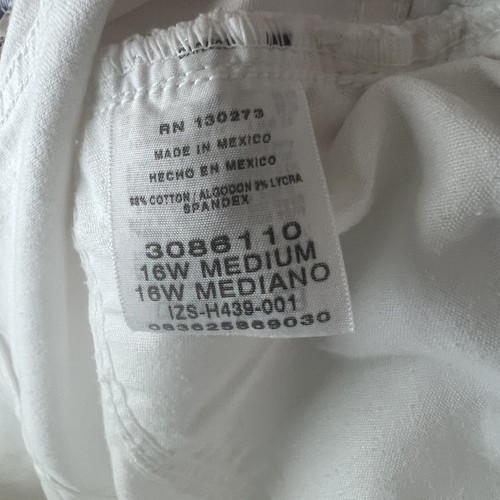 RN 130273
MADE IN MEXICO
HECHO EN MEXICO
98% COTTON / ALGODON 2% LYCRA
SPANDEX
3086110
16W MEDIUM
16W MEDIANO
IZS-H439-001
083625869030